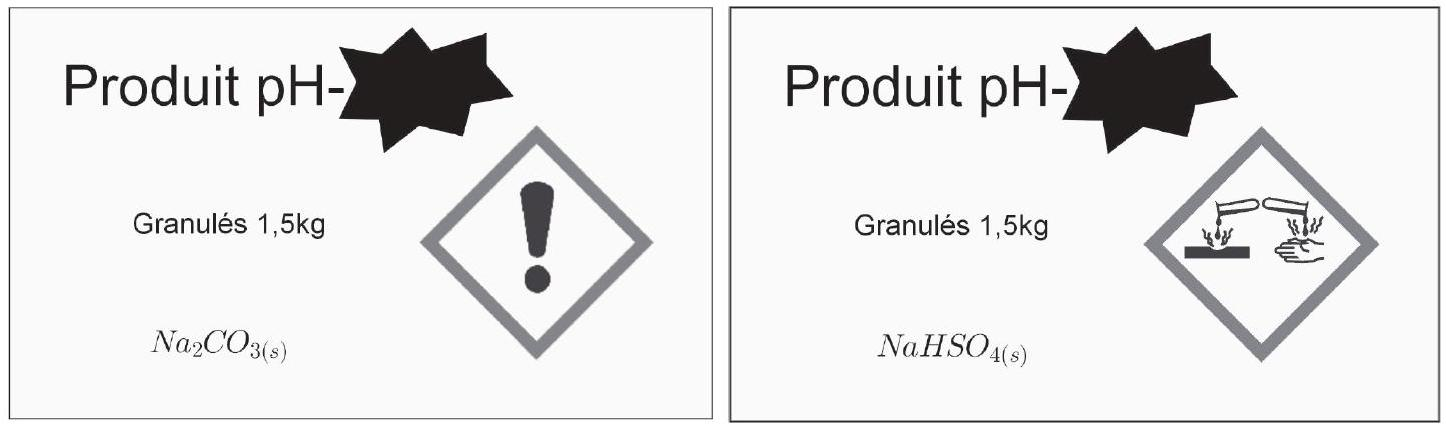 Produit pH-
Granulés 1,5kg
Na₂CO₃₍ₛ₎
Produit pH-
Granulés 1,5kg
NaHSO₄₍ₛ₎